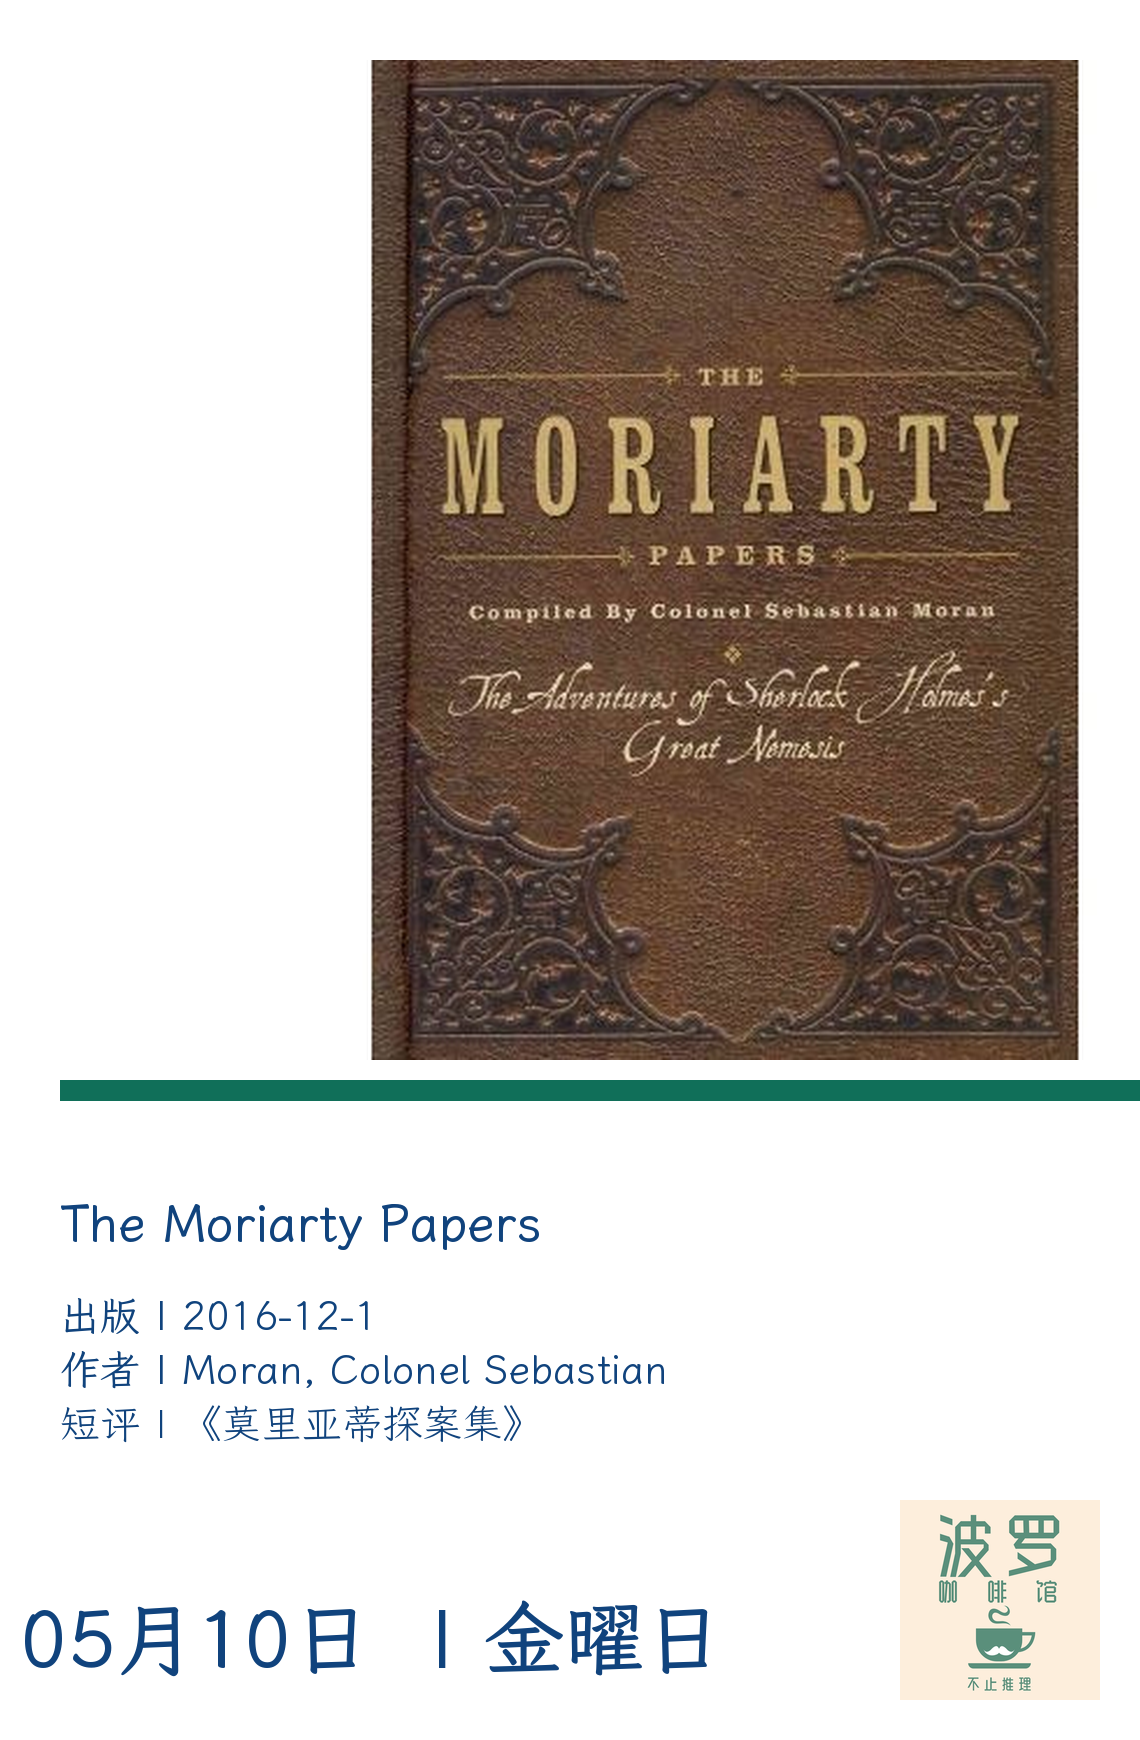 THE
MORIARTY
PAPERS
Compiled By Colonel Sebastian Moran
The Adventures of Sherlock Holmes's
Great Nemesis
The Moriarty Papers
出版 | 2016-12-1
作者 | Moran, Colonel Sebastian
短评 | 《莫里亚蒂探案集》
05月10日 | 金曜日
波罗
咖啡馆
不止推理